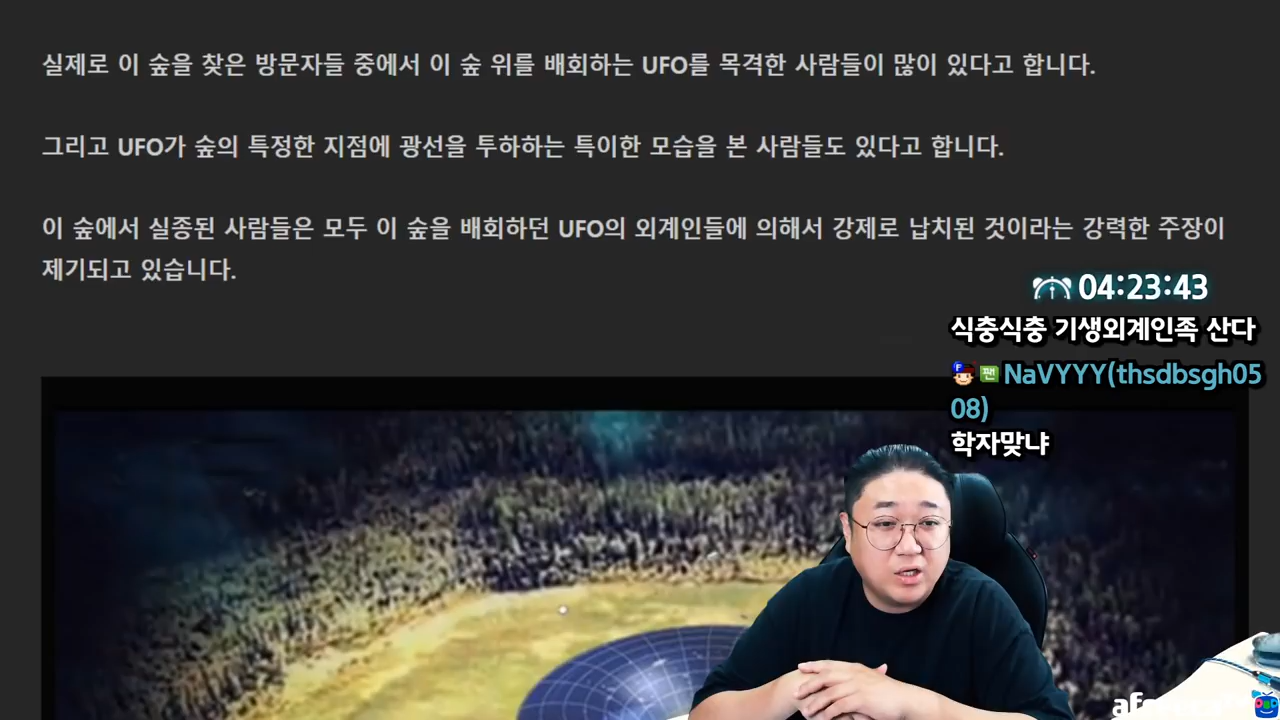 실제로 이 숲을 찾은 방문자들 중에서 이 숲 위를 배회하는 UFO를 목격한 사람들이 많이 있다고 합니다.
그리고 UFO가 숲의 특정한 지점에 광선을 투하하는 특이한 모습을 본 사람들도 있다고 합니다.
이 숲에서 실종된 사람들은 모두 이 숲을 배회하던 UFO의 외계인들에 의해서 강제로 납치된 것이라는 강력한 주장이
제기되고 있습니다.
04:23:43
식충식충 기생외계인족 산다
F 팬 NaVYYY(thsdbsgh05
08)
학자맞냐